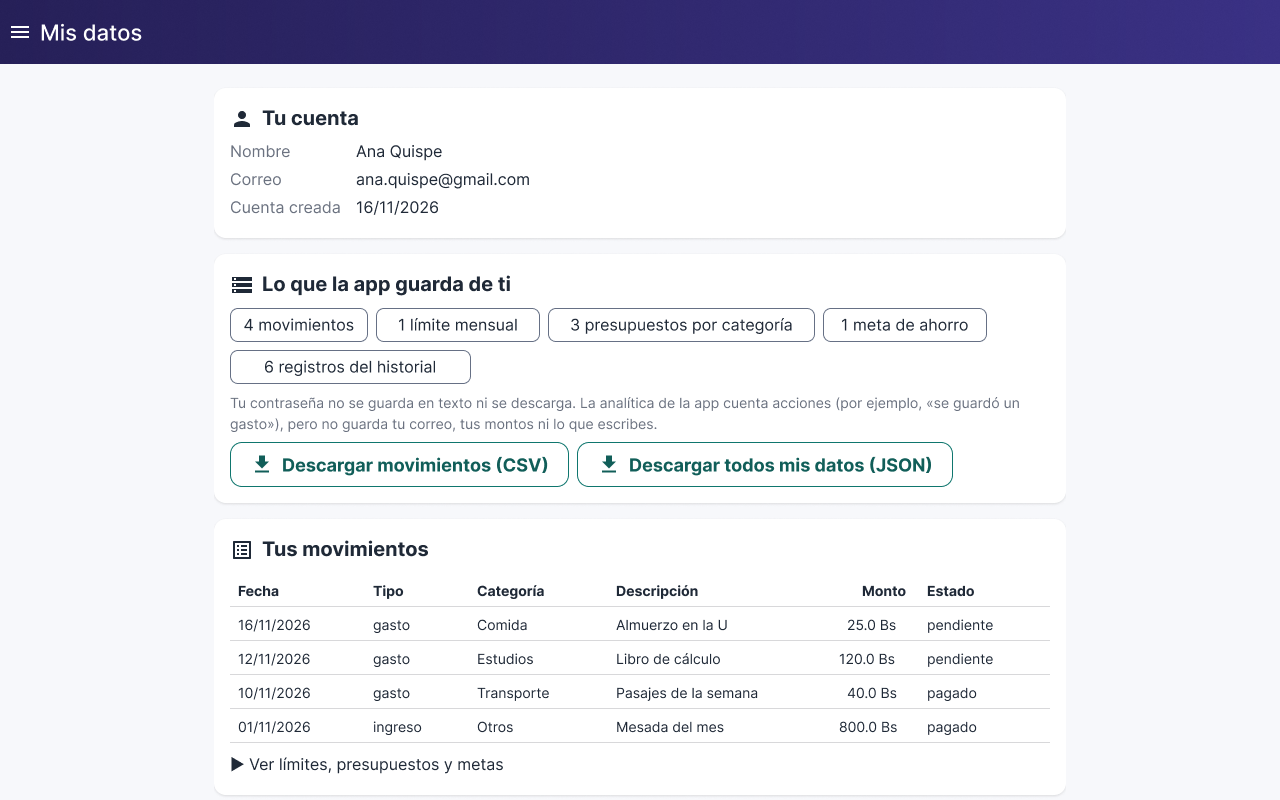 Mis datos
Tu cuenta
Nombre Ana Quispe
Correo ana.quispe@gmail.com
Cuenta creada 16/11/2026
Lo que la app guarda de ti
4 movimientos 1 límite mensual 3 presupuestos por categoría 1 meta de ahorro
6 registros del historial
Tu contraseña no se guarda en texto ni se descarga. La analítica de la app cuenta acciones (por ejemplo, «se guardó un
gasto»), pero no guarda tu correo, tus montos ni lo que escribes.
Descargar movimientos (CSV) Descargar todos mis datos (JSON)
Tus movimientos
Fecha Tipo Categoría Descripción Monto Estado
16/11/2026 gasto Comida Almuerzo en la U 25.0 Bs pendiente
12/11/2026 gasto Estudios Libro de cálculo 120.0 Bs pendiente
10/11/2026 gasto Transporte Pasajes de la semana 40.0 Bs pagado
01/11/2026 ingreso Otros Mesada del mes 800.0 Bs pagado
▶ Ver límites, presupuestos y metas